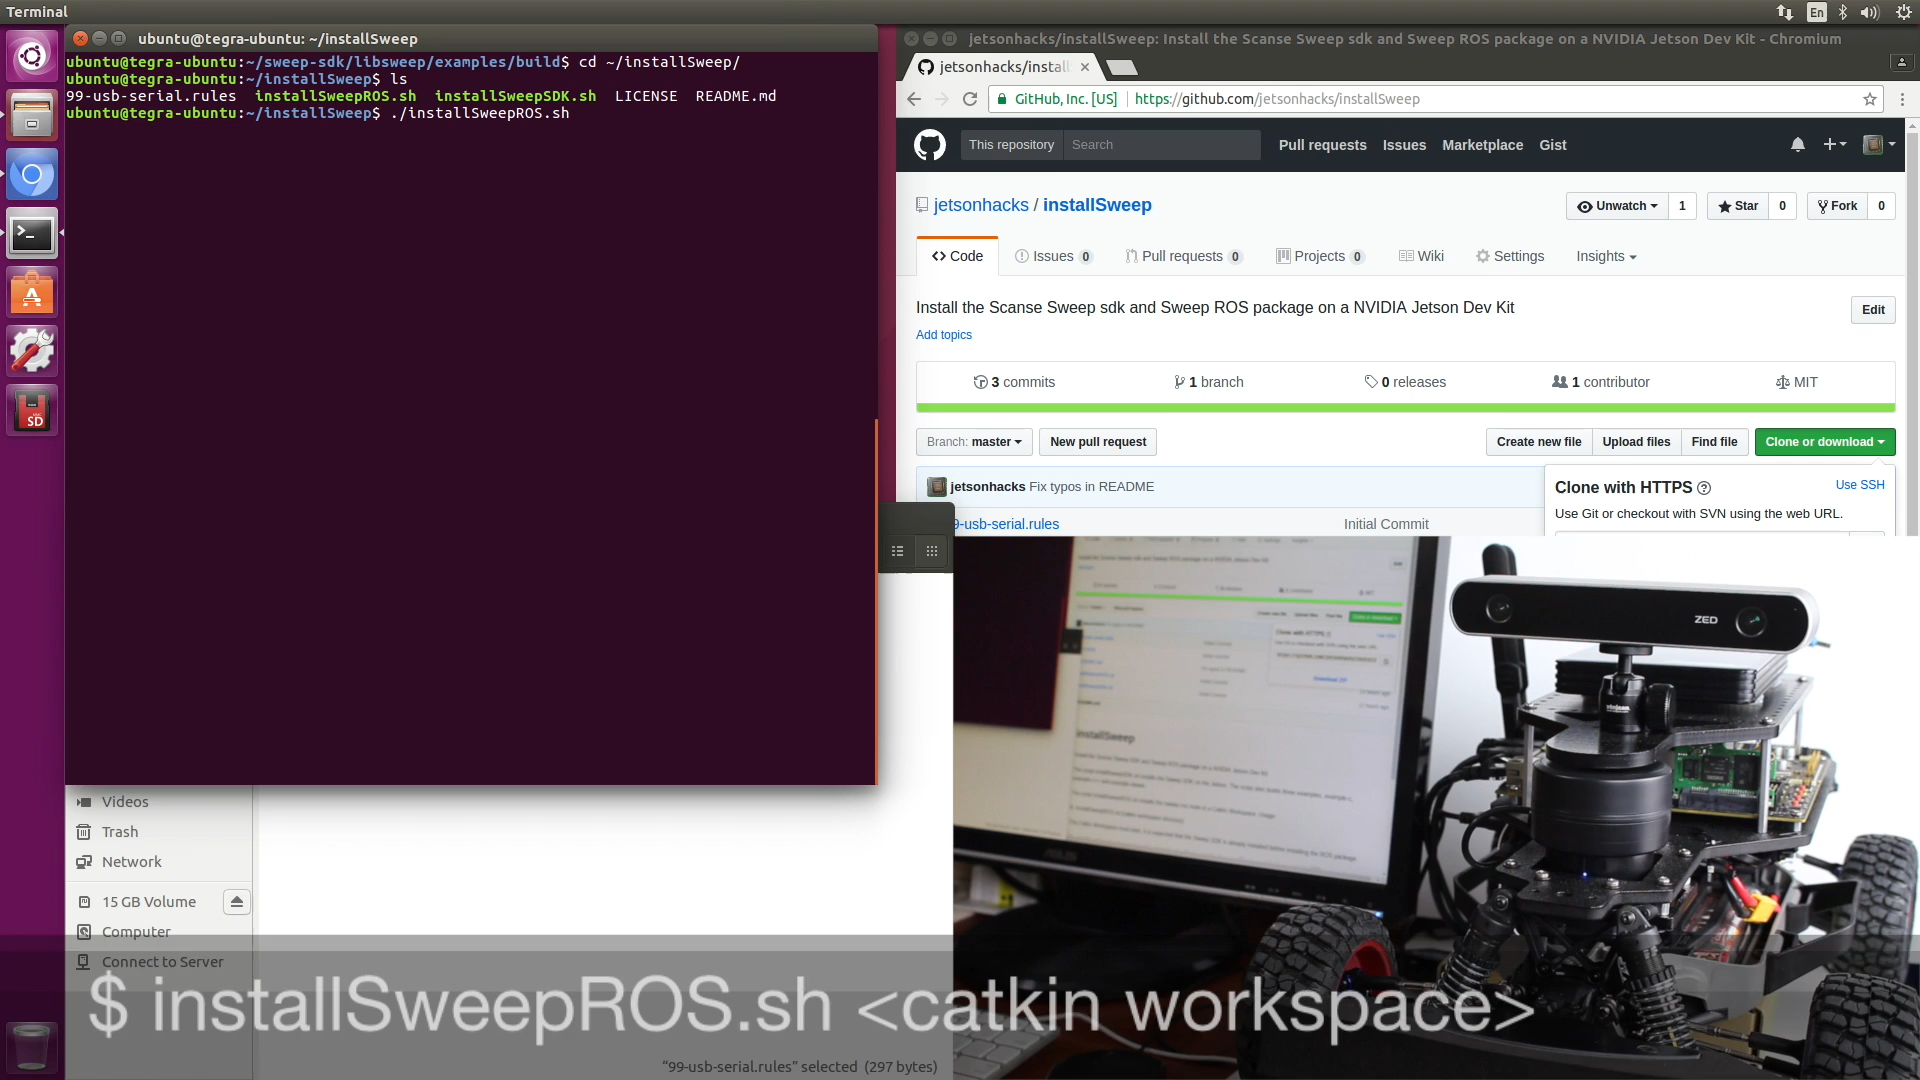 Terminal
En
ubuntu@tegra-ubuntu: ~/installSweep
ubuntu@tegra-ubuntu:~/sweep-sdk/libsweep/examples/build$ cd ~/installSweep/
ubuntu@tegra-ubuntu:~/installSweep$ ls
99-usb-serial.rules installSweepROS.sh installSweepSDK.sh LICENSE README.md
ubuntu@tegra-ubuntu:~/installSweep$ ./installSweepROS.sh
SD
jetsonhacks/installSweep: Install the Scanse Sweep sdk and Sweep ROS package on a NVIDIA Jetson Dev Kit - Chromium
jetsonhacks/install
GitHub, Inc. [US] https://github.com/jetsonhacks/installSweep
This repository Search Pull requests Issues Marketplace Gist
jetsonhacks / installSweep
Unwatch 1 Star 0 Fork 0
Code Issues 0 Pull requests 0 Projects 0 Wiki Settings Insights
Install the Scanse Sweep sdk and Sweep ROS package on a NVIDIA Jetson Dev Kit
Edit
Add topics
3 commits 1 branch 0 releases 1 contributor MIT
Branch: master New pull request Create new file Upload files Find file Clone or download
jetsonhacks Fix typos in README
Clone with HTTPS Use SSH
Use Git or checkout with SVN using the web URL.
9-usb-serial.rules Initial Commit
ZED
installSweep
Videos
Trash
Network
15 GB Volume
Computer
Connect to Server
$ installSweepROS.sh <catkin workspace>
"99-usb-serial.rules" selected (297 bytes)